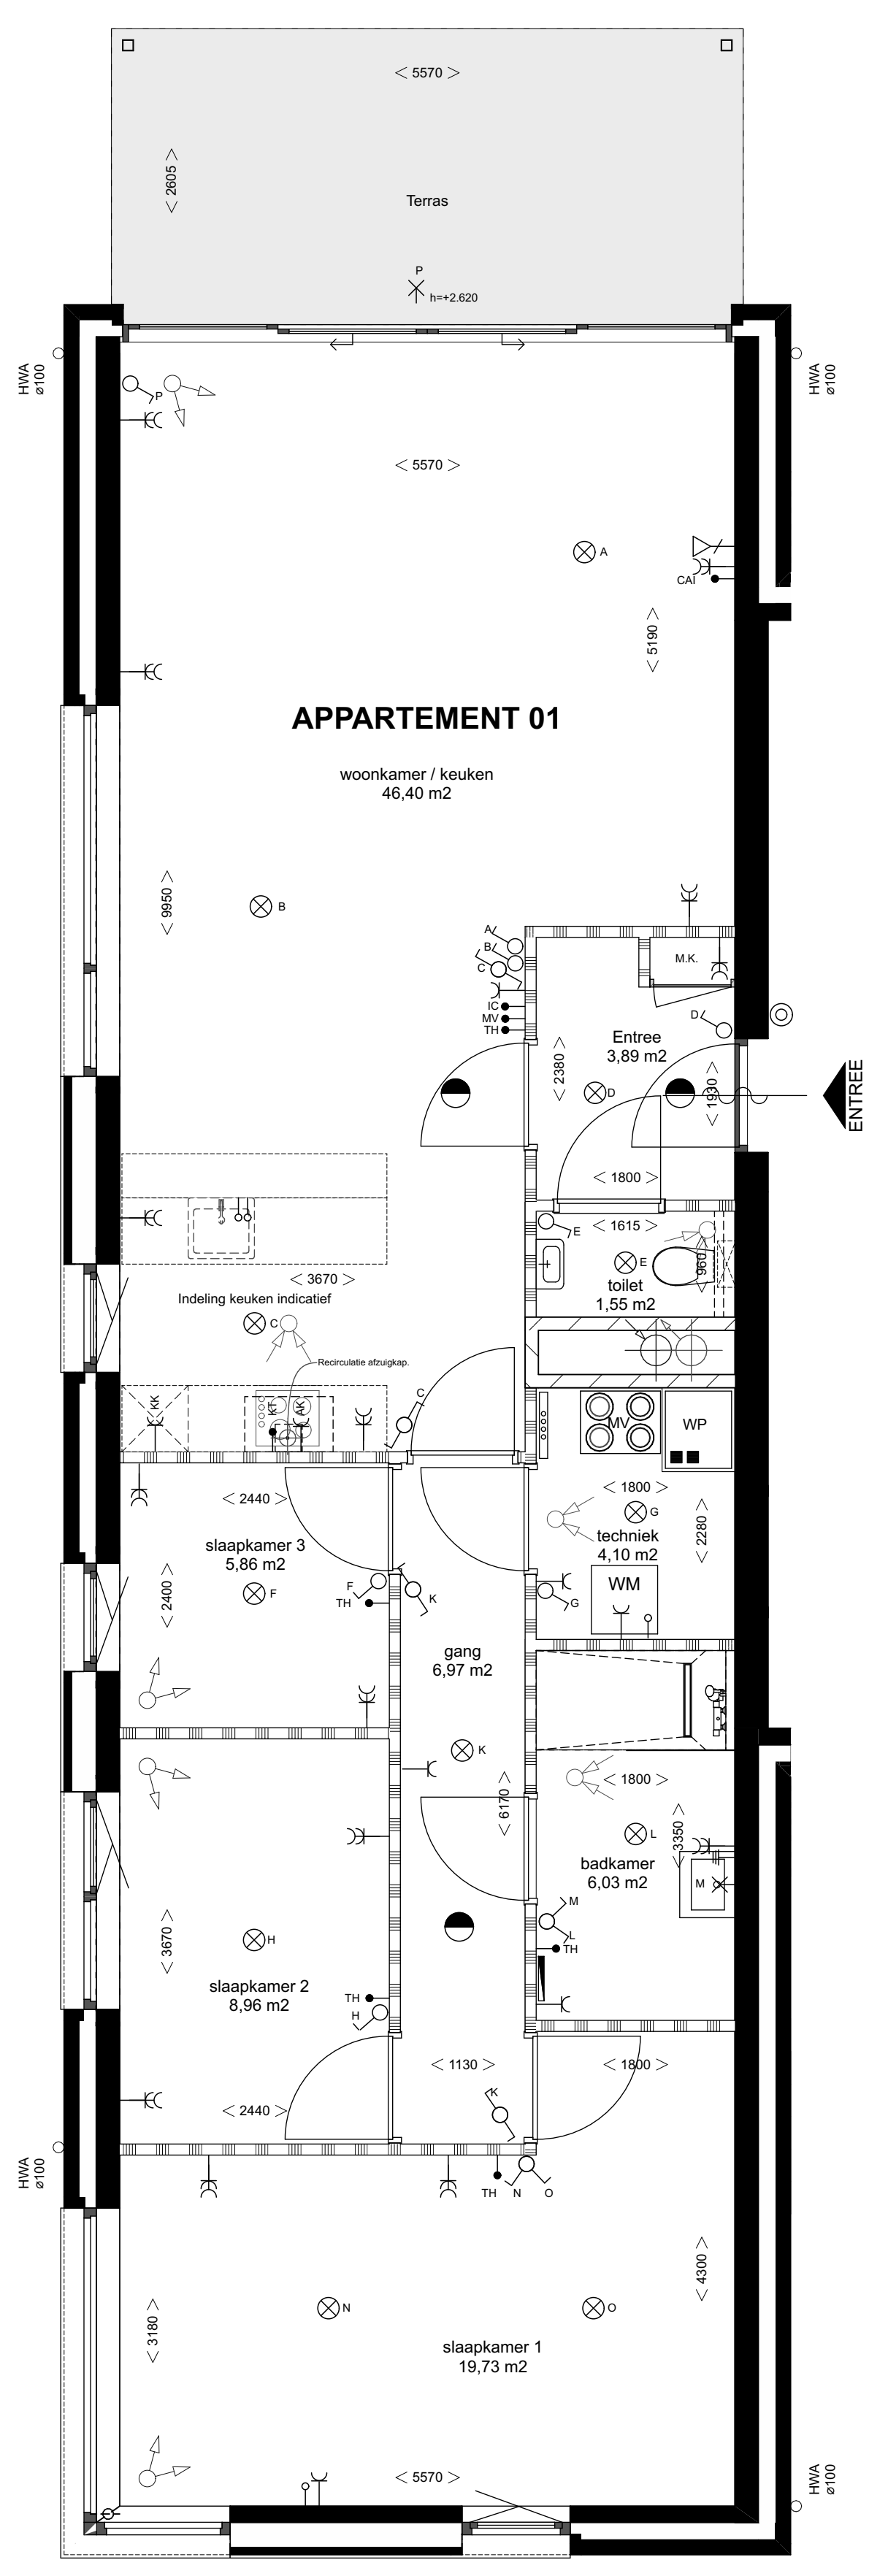 < 5570 >
< 2605 >
Terras
P
h=+2.620
HWA
ø100
HWA
ø100
P
< 5570 >
A
CAI
< 5190 >
APPARTEMENT 01
woonkamer / keuken
46,40 m2
< 9950 >
B
A
B
C
IC
MV
TH
M.K.
D
Entree
3,89 m2
< 2380 >
D
< 1930 >
ENTREE
< 1800 >
E
< 1615 >
E
< 960 >
toilet
1,55 m2
< 3670 >
Indeling keuken indicatief
C
Recirculatie afzuigkap.
C
KK
KT
AK
MV
WP
< 2440 >
< 1800 >
G
< 2280 >
techniek
4,10 m2
slaapkamer 3
5,86 m2
< 2400 >
F
F
TH
K
G
WM
gang
6,97 m2
K
< 1800 >
< 6170 >
L
< 3350 >
badkamer
6,03 m2
M
M
L
TH
H
< 3670 >
slaapkamer 2
8,96 m2
TH
H
< 1130 >
< 1800 >
K
< 2440 >
HWA
ø100
TH
N
O
< 4300 >
N
O
< 3180 >
slaapkamer 1
19,73 m2
< 5570 >
HWA
ø100